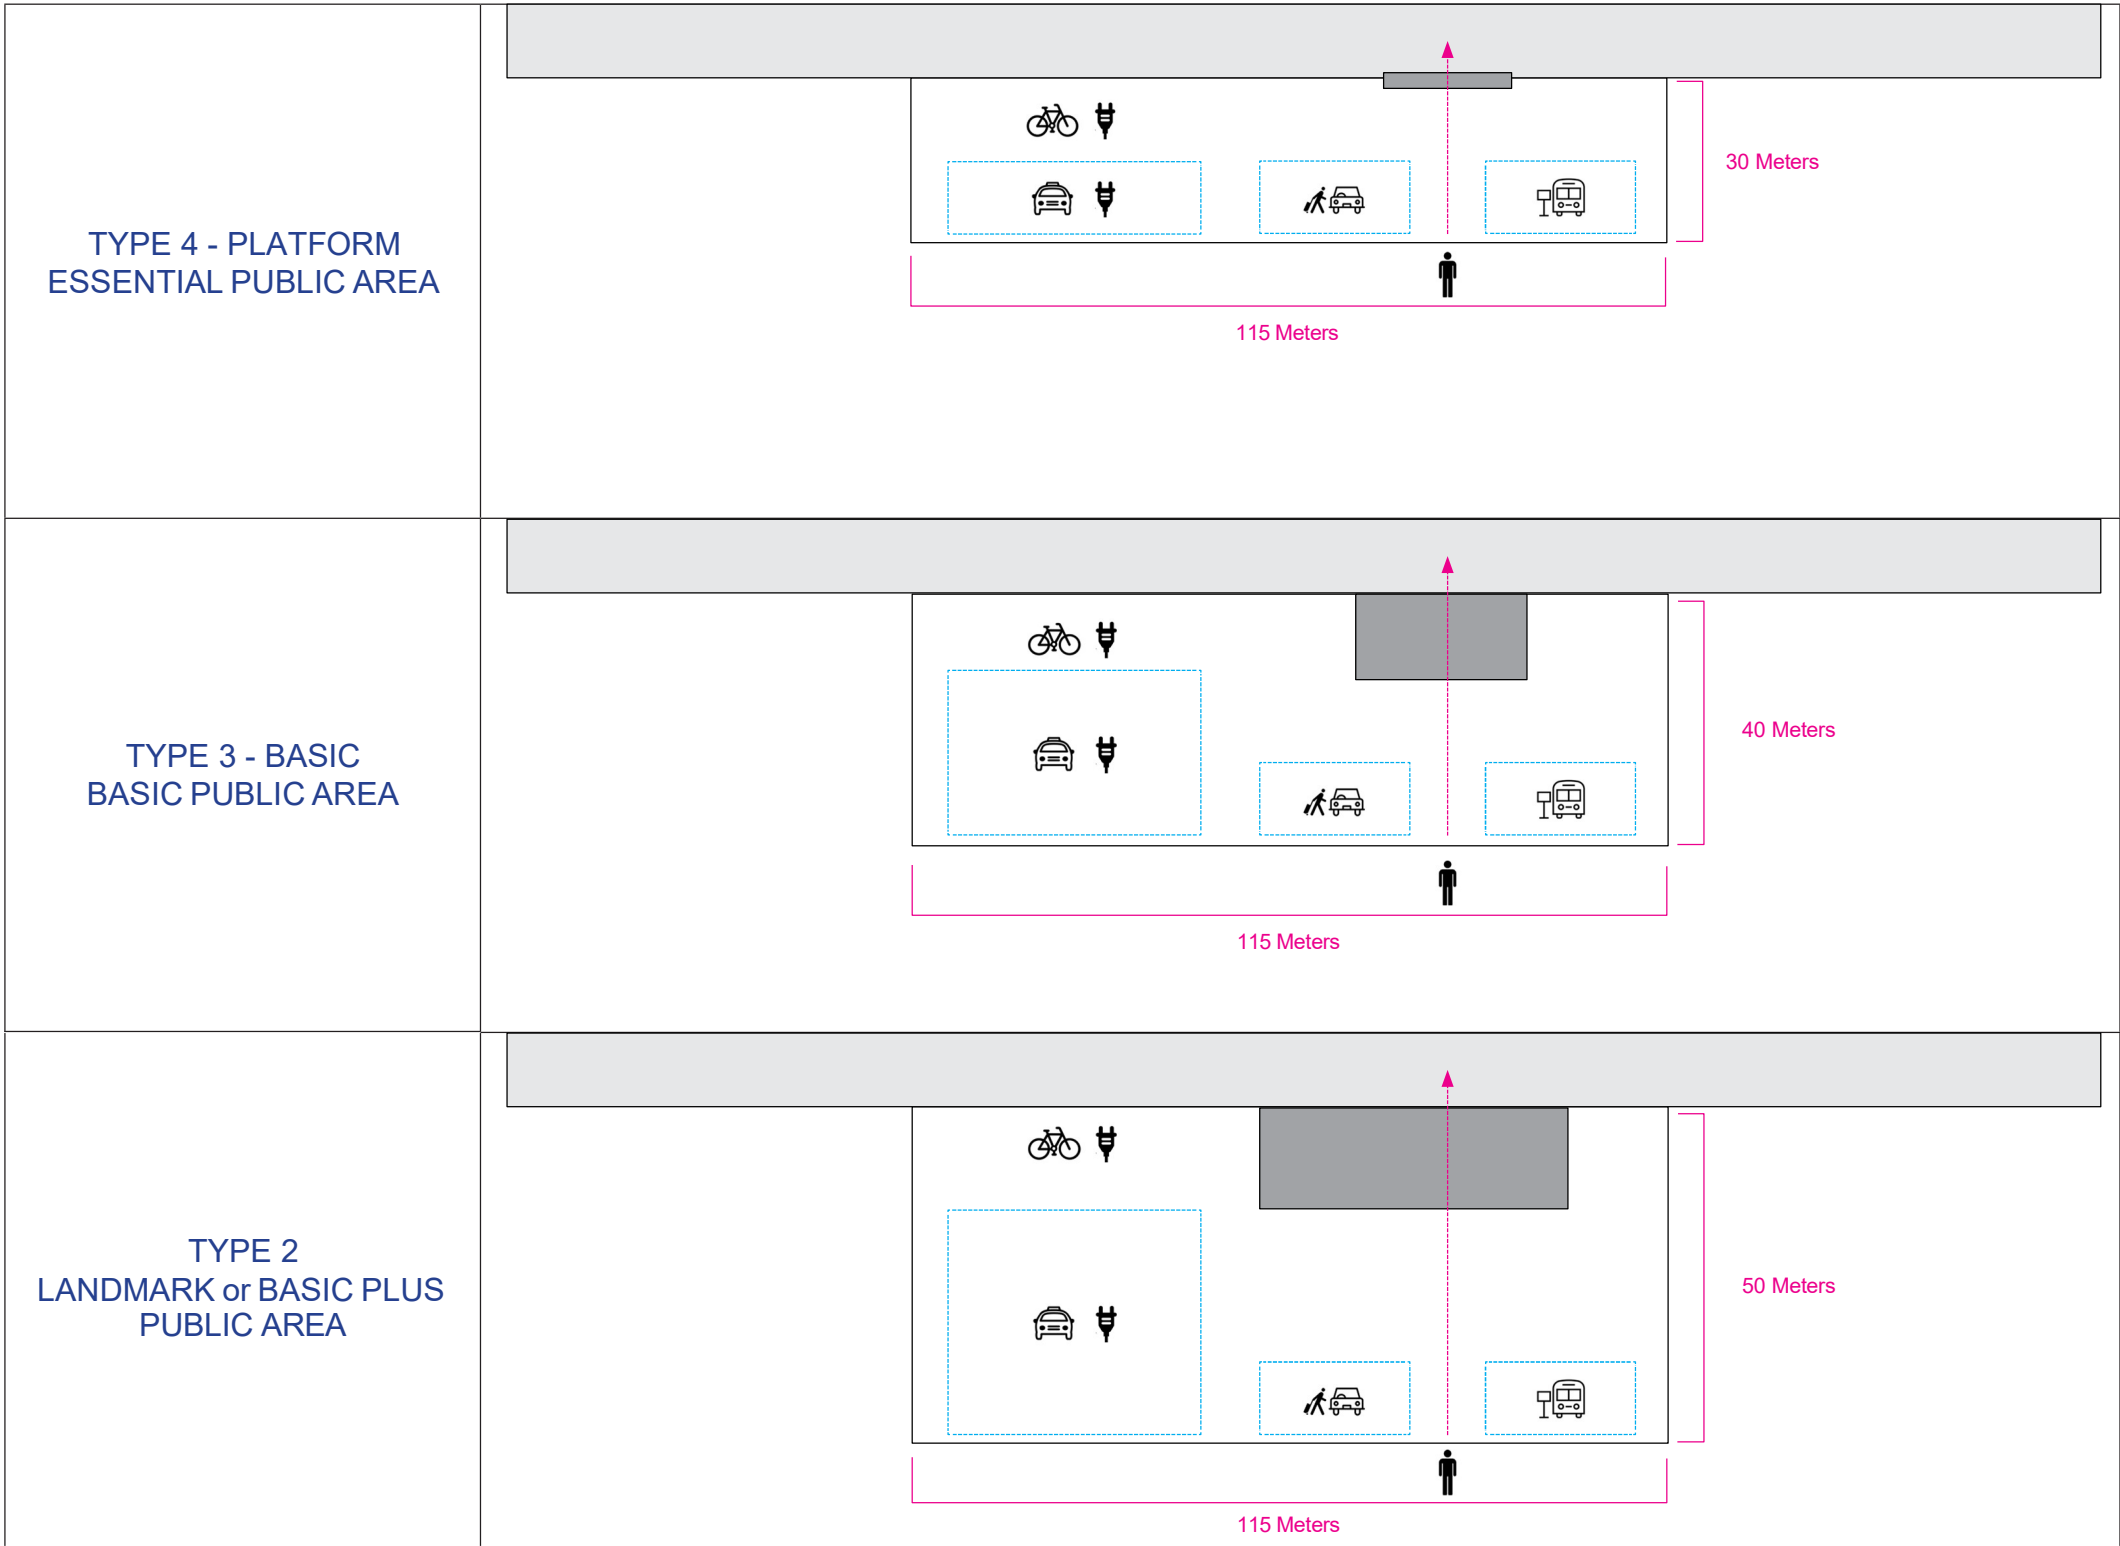 TYPE 4 - PLATFORM
ESSENTIAL PUBLIC AREA
30 Meters
115 Meters
TYPE 3 - BASIC
BASIC PUBLIC AREA
40 Meters
115 Meters
TYPE 2
LANDMARK or BASIC PLUS
PUBLIC AREA
50 Meters
115 Meters